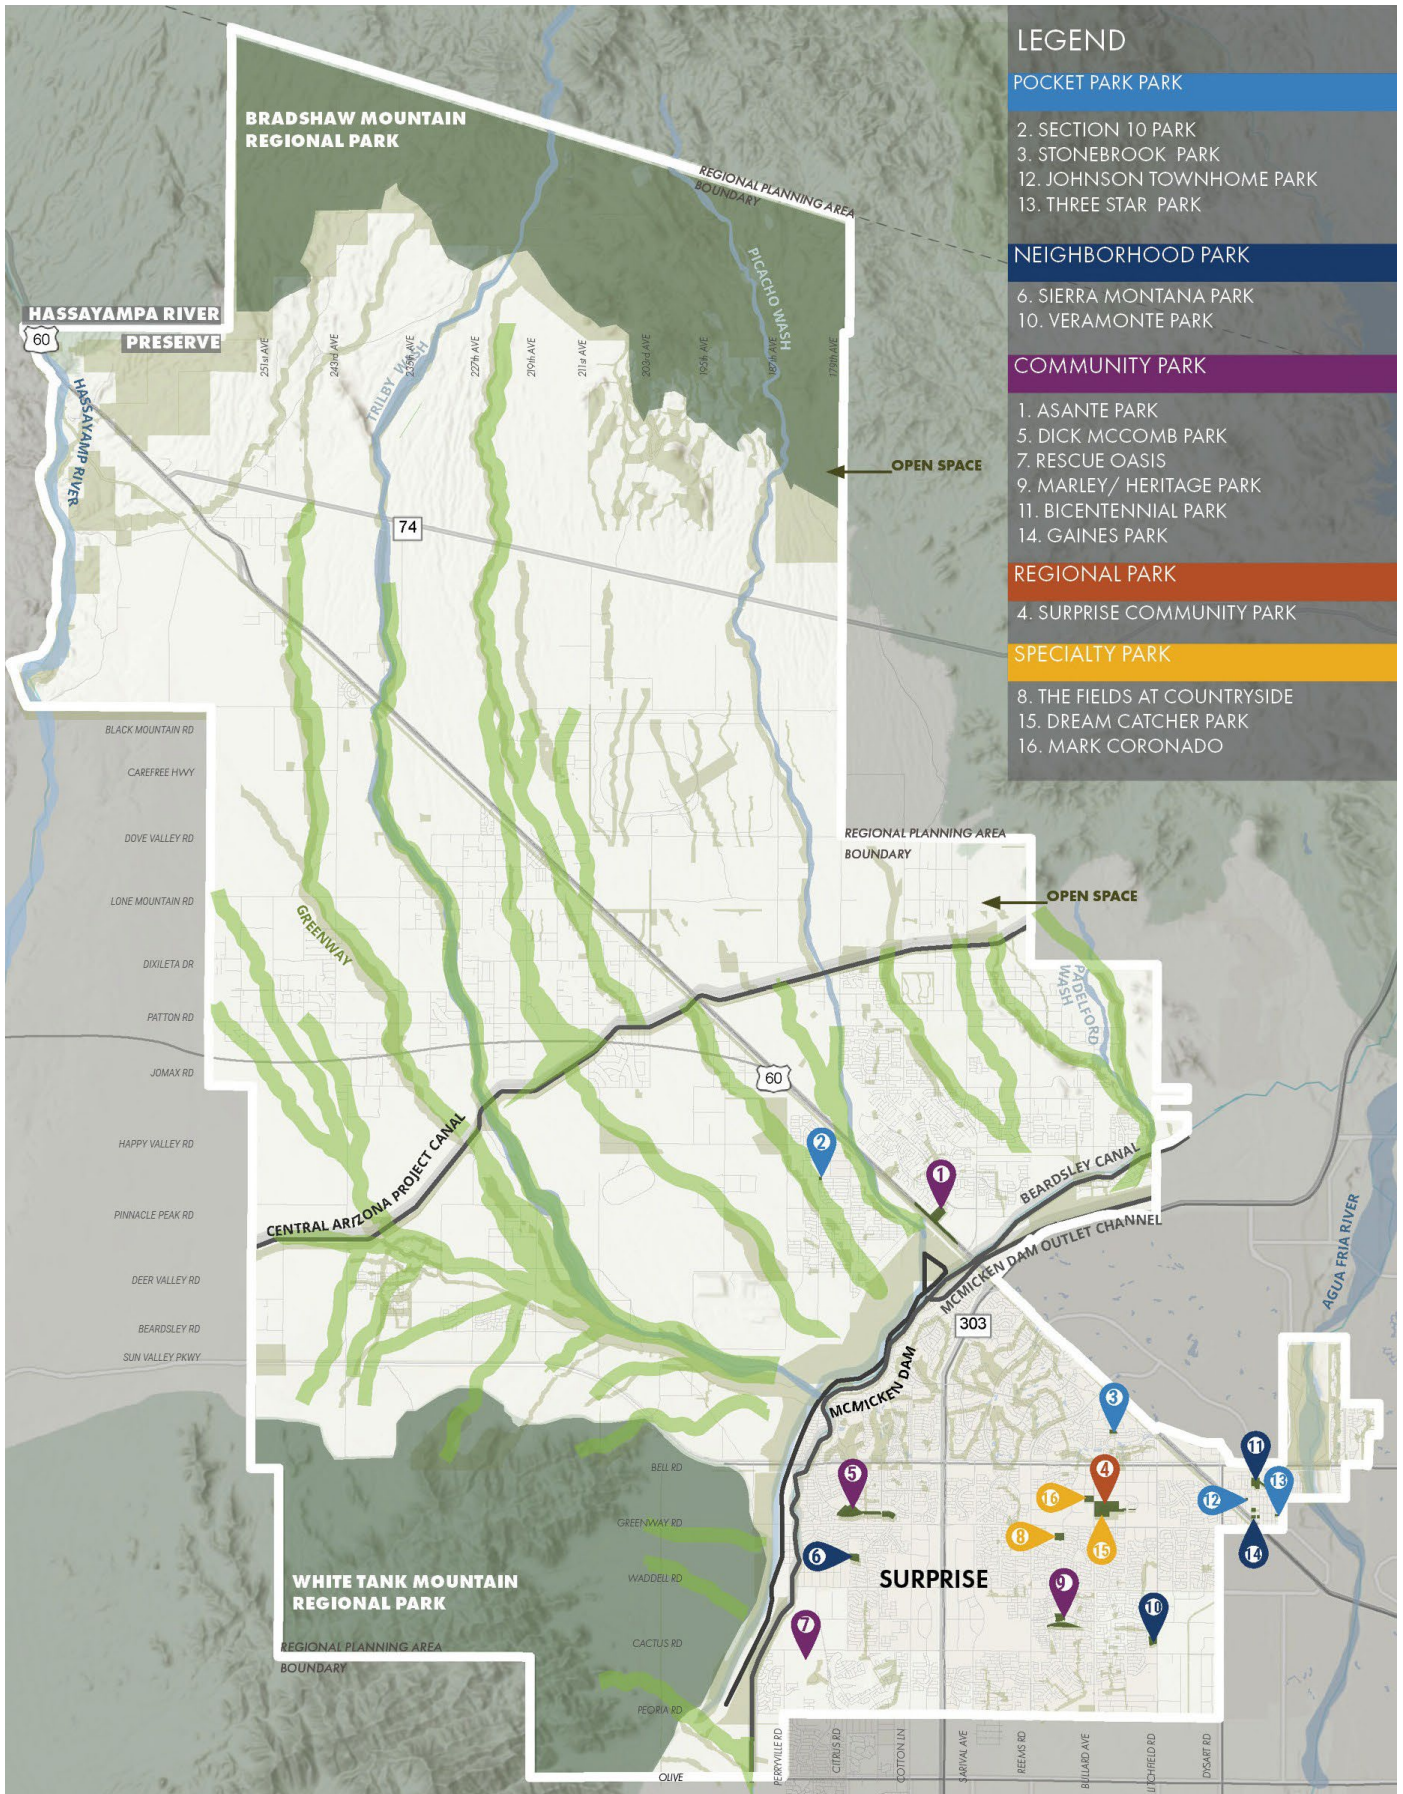 LEGEND
POCKET PARK PARK
2. SECTION 10 PARK
3. STONEBROOK PARK
12. JOHNSON TOWNHOME PARK
13. THREE STAR PARK
NEIGHBORHOOD PARK
6. SIERRA MONTANA PARK
10. VERAMONTE PARK
COMMUNITY PARK
1. ASANTE PARK
5. DICK MCCOMB PARK
7. RESCUE OASIS
9. MARLEY/ HERITAGE PARK
11. BICENTENNIAL PARK
14. GAINES PARK
REGIONAL PARK
4. SURPRISE COMMUNITY PARK
SPECIALTY PARK
8. THE FIELDS AT COUNTRYSIDE
15. DREAM CATCHER PARK
16. MARK CORONADO
BRADSHAW MOUNTAIN
REGIONAL PARK
REGIONAL PLANNING AREA
BOUNDARY
PICACHO WASH
HASSAYAMPA RIVER
PRESERVE
60
HASSAYAMP RIVER
251st AVE
243rd AVE
235th AVE
TRILBY WASH
227th AVE
219th AVE
211st AVE
203rd AVE
195th AVE
187th AVE
179th AVE
OPEN SPACE
74
BLACK MOUNTAIN RD
CAREFREE HWY
DOVE VALLEY RD
LONE MOUNTAIN RD
DIXILETA DR
PATTON RD
JOMAX RD
HAPPY VALLEY RD
PINNACLE PEAK RD
DEER VALLEY RD
BEARDSLEY RD
SUN VALLEY PKWY
REGIONAL PLANNING AREA
BOUNDARY
OPEN SPACE
GREENWAY
PADELFORD
WASH
60
CENTRAL ARIZONA PROJECT CANAL
2
1
BEARDSLEY CANAL
MCMICKEN DAM OUTLET CHANNEL
AGUA FRIA RIVER
303
MCMICKEN DAM
3
11
BELL RD
5
4
16
12
13
GREENWAY RD
8
15
6
14
SURPRISE
WADDELL RD
9
10
7
WHITE TANK MOUNTAIN
REGIONAL PARK
CACTUS RD
REGIONAL PLANNING AREA
BOUNDARY
PEORIA RD
OLIVE
PERRYVILLE RD
CITRUS RD
COTTON LN
SARIVAL AVE
REEMS RD
BULLARD AVE
LITCHFIELD RD
DYSART RD